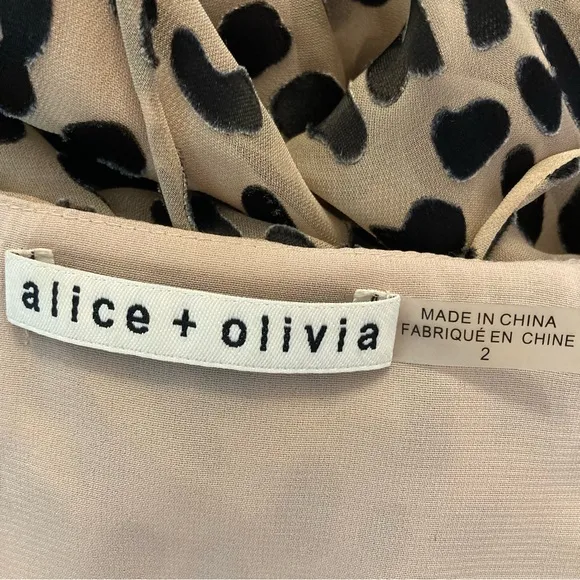 alice + olivia
MADE IN CHINA
FABRIQUÉ EN CHINE
2